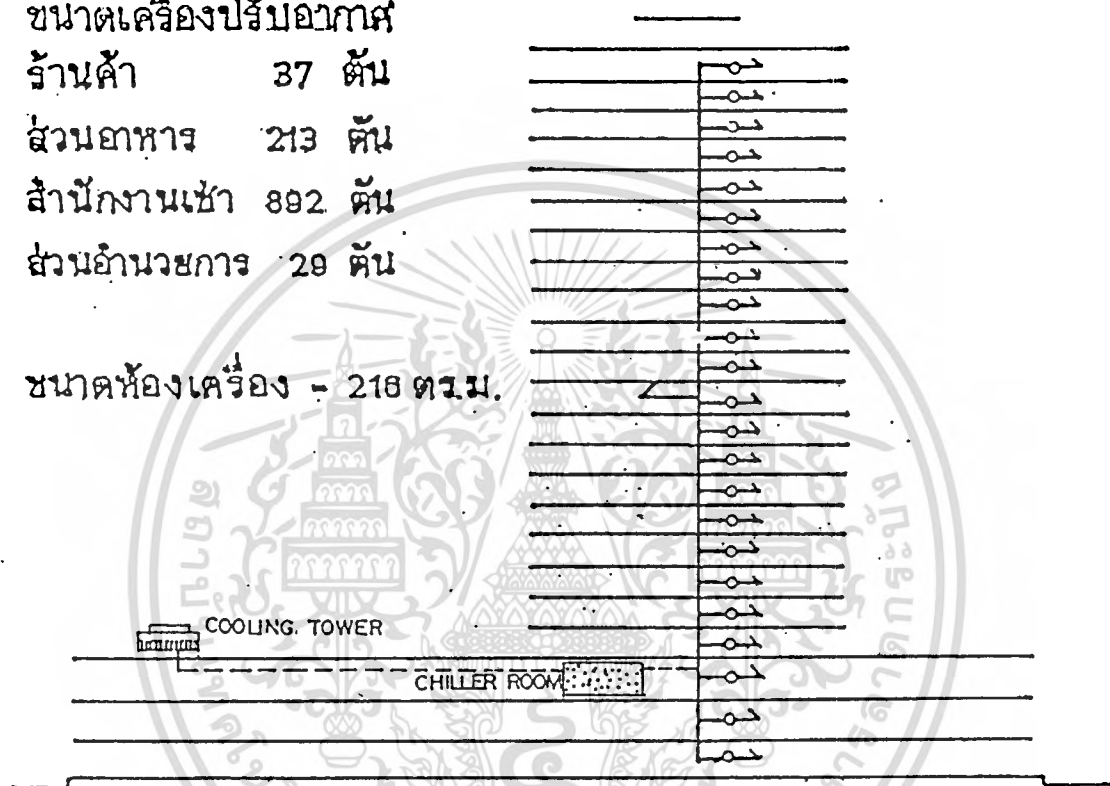 ขนาดเครื่องปรับอากาศ
ร้านค้า 37 ตัน
ส่วนอาหาร 213 ตัน
สำนักงานเช่า 892 ตัน
ส่วนอำนวยการ 29 ตัน
ขนาดห้องเครื่อง - 216 ตร.ม.
COOLING TOWER
CHILLER ROOM